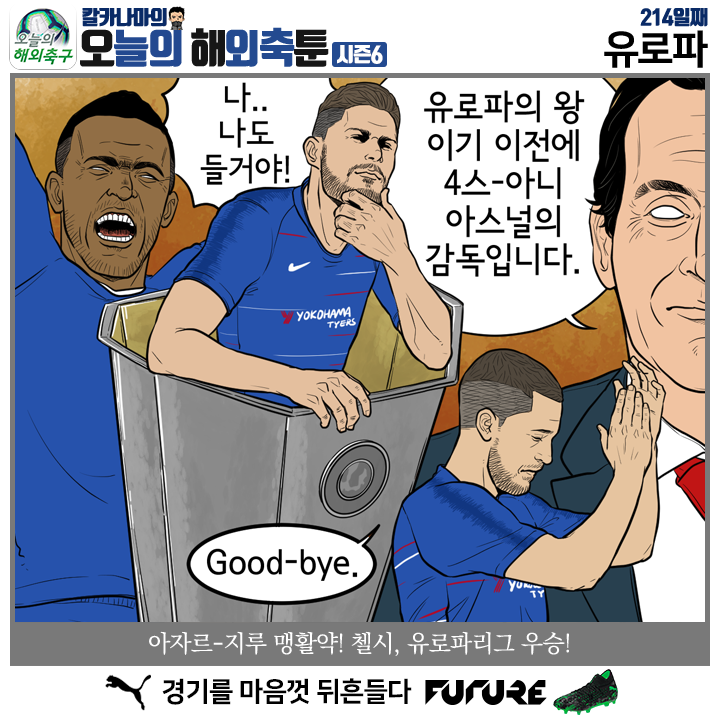 오늘의
해외축구
칼카나마의
오늘의 해외축툰
시즌6
214일째
유로파
나..
나도
들거야!
유로파의 왕
이기 이전에
4스-아니
아스널의
감독입니다.
YOKOHAMA
TYERS
Good-bye.
YOKOHAMA
TY
아자르-지루 맹활약! 첼시, 유로파리그 우승!
경기를 마음껏 뒤흔들다 FUTURE